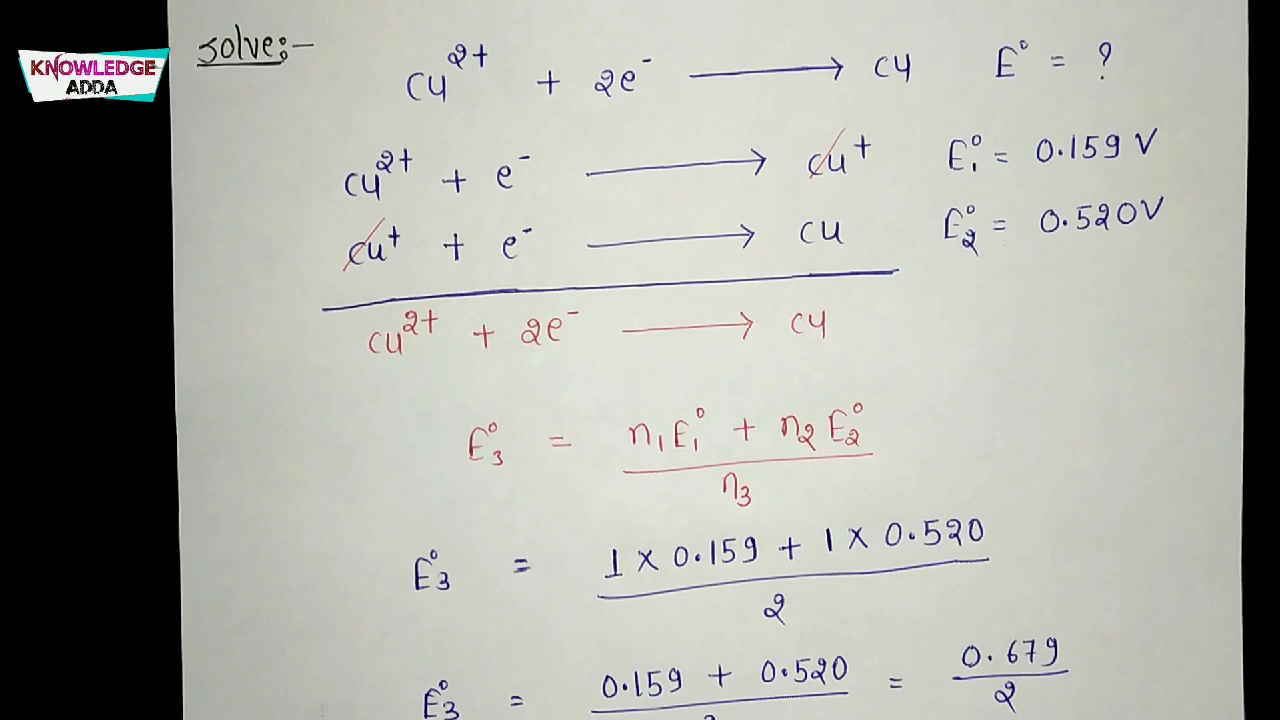 KNOWLEDGE
ADDA
Solve:-
Cu²⁺ + 2e⁻ ⟶ Cu E° = ?
Cu²⁺ + e⁻ ⟶ Cu⁺ E₁° = 0.159 V
Cu⁺ + e⁻ ⟶ Cu E₂° = 0.520V
Cu²⁺ + 2e⁻ ⟶ Cu
E₃° = n₁E₁° + n₂E₂° / n₃
E₃° = 1 × 0.159 + 1 × 0.520 / 2
E₃° = 0.159 + 0.520 / = 0.679 / 2